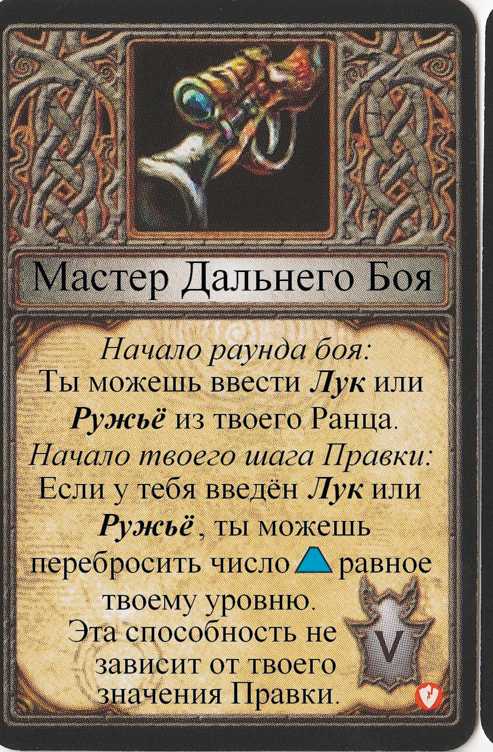 Мастер Дальнего Боя
Начало раунда боя:
Ты можешь ввести Лук или
Ружьё из твоего Ранца.
Начало твоего шага Правки:
Если у тебя введён Лук или
Ружьё, ты можешь
перебросить число равное
твоему уровню.
Эта способность не
зависит от твоего
значения Правки.
V